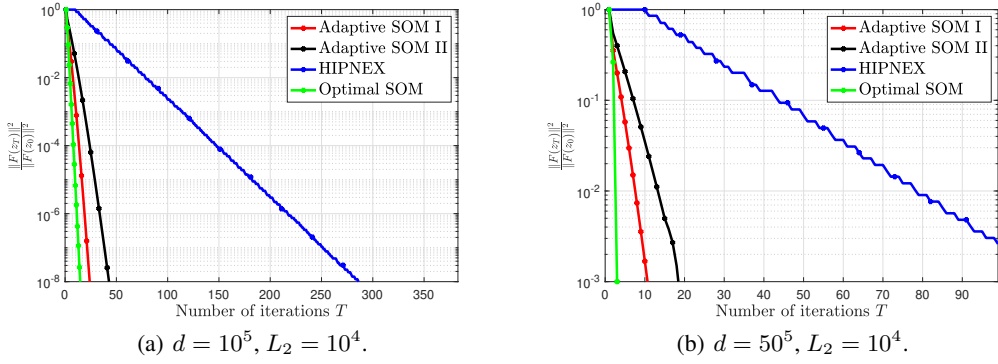 10^0
10^-2
10^-4
10^-6
10^-8
‖F(z_T)‖^2
‖F(z_0)‖^2
Adaptive SOM I
Adaptive SOM II
HIPNEX
Optimal SOM
0 50 100 150 200 250 300 350
Number of iterations T
(a) d = 10^5, L_2 = 10^4.
10^0
10^-1
10^-2
10^-3
‖F(z_T)‖^2
‖F(z_0)‖^2
Adaptive SOM I
Adaptive SOM II
HIPNEX
Optimal SOM
0 10 20 30 40 50 60 70 80 90
Number of iterations T
(b) d = 50^5, L_2 = 10^4.